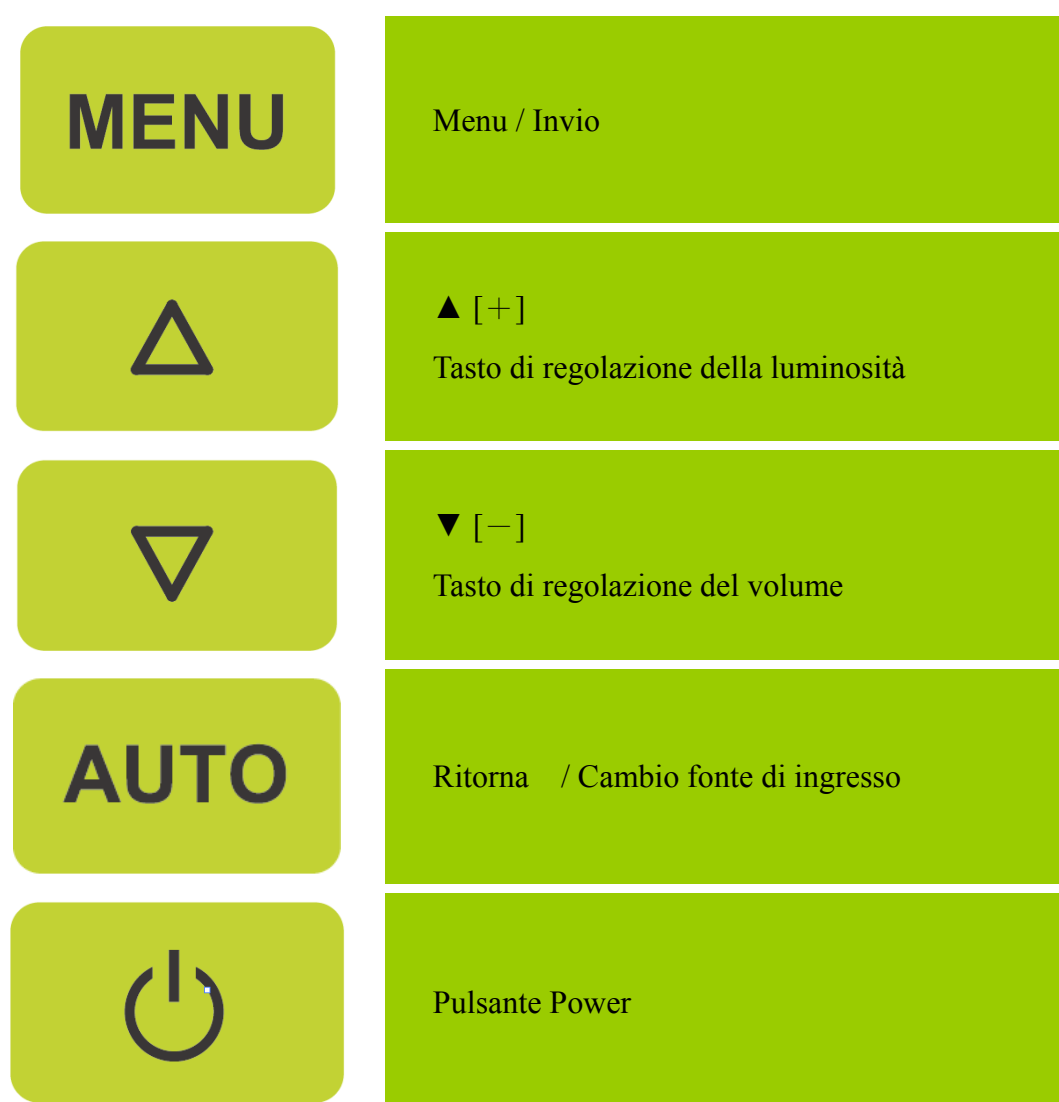 MENU
Menu / Invio
▲ [+]
Tasto di regolazione della luminosità
▼ [－]
Tasto di regolazione del volume
AUTO
Ritorna / Cambio fonte di ingresso
Pulsante Power